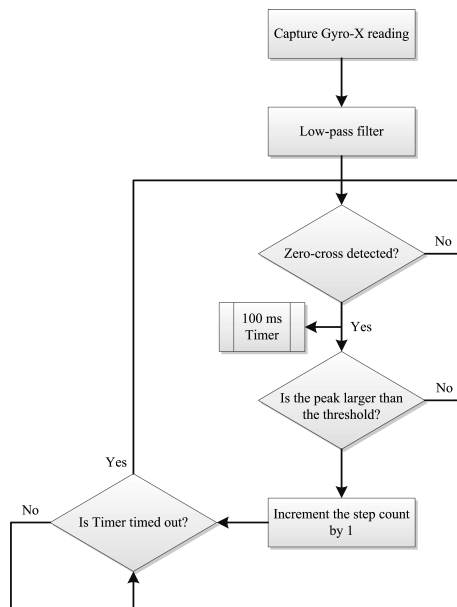 Capture Gyro-X reading
Low-pass filter
Zero-cross detected?
No
100 ms
Timer
Yes
Is the peak larger than
the threshold?
No
Yes
Is Timer timed out?
No
Increment the step count
by 1